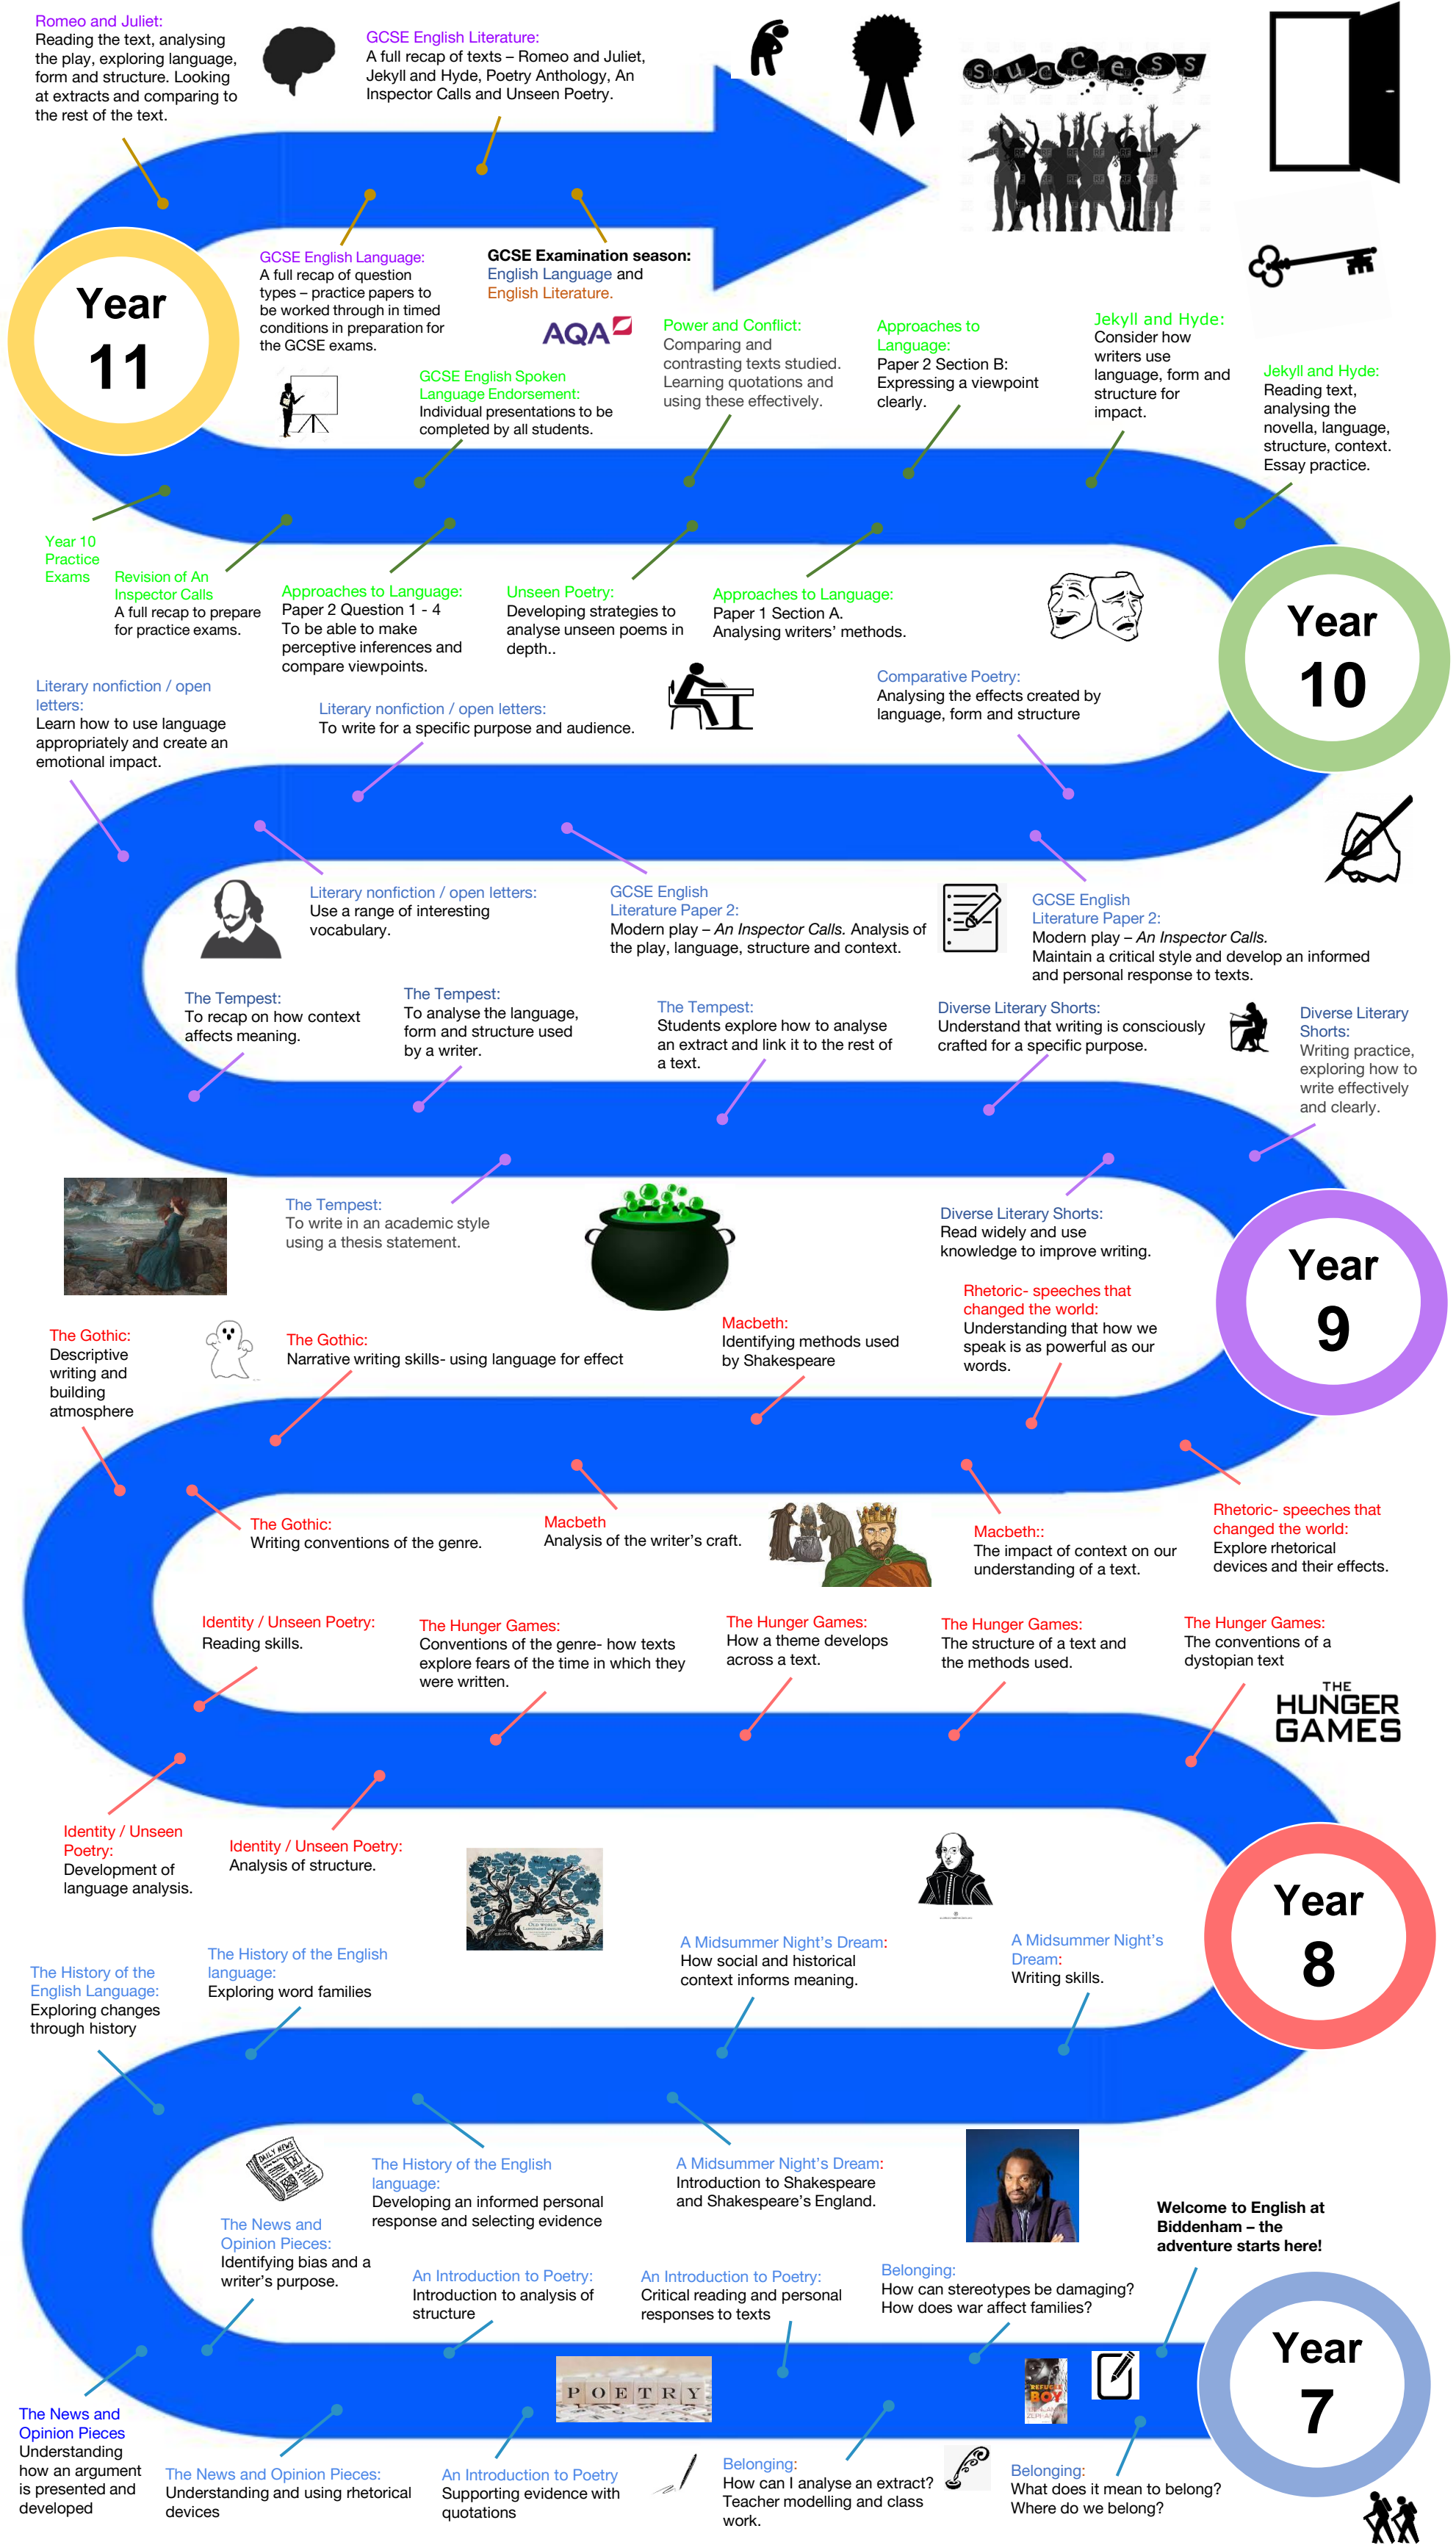 Romeo and Juliet:
Reading the text, analysing
the play, exploring language,
form and structure. Looking
at extracts and comparing to
the rest of the text.
GCSE English Literature:
A full recap of texts – Romeo and Juliet,
Jekyll and Hyde, Poetry Anthology, An
Inspector Calls and Unseen Poetry.
success
Year
11
GCSE English Language:
A full recap of question
types – practice papers to
be worked through in timed
conditions in preparation for
the GCSE exams.
GCSE Examination season:
English Language and
English Literature.
AQA
GCSE English Spoken
Language Endorsement:
Individual presentations to be
completed by all students.
Power and Conflict:
Comparing and
contrasting texts studied.
Learning quotations and
using these effectively.
Approaches to
Language:
Paper 2 Section B:
Expressing a viewpoint
clearly.
Jekyll and Hyde:
Consider how
writers use
language, form and
structure for
impact.
Jekyll and Hyde:
Reading text,
analysing the
novella, language,
structure, context.
Essay practice.
Year 10
Practice
Exams
Revision of An
Inspector Calls
A full recap to prepare
for practice exams.
Approaches to Language:
Paper 2 Question 1 - 4
To be able to make
perceptive inferences and
compare viewpoints.
Unseen Poetry:
Developing strategies to
analyse unseen poems in
depth..
Approaches to Language:
Paper 1 Section A.
Analysing writers’ methods.
Year
10
Literary nonfiction / open
letters:
Learn how to use language
appropriately and create an
emotional impact.
Literary nonfiction / open letters:
To write for a specific purpose and audience.
Comparative Poetry:
Analysing the effects created by
language, form and structure
Literary nonfiction / open letters:
Use a range of interesting
vocabulary.
GCSE English
Literature Paper 2:
Modern play – An Inspector Calls. Analysis of
the play, language, structure and context.
GCSE English
Literature Paper 2:
Modern play – An Inspector Calls.
Maintain a critical style and develop an informed
and personal response to texts.
The Tempest:
To recap on how context
affects meaning.
The Tempest:
To analyse the language,
form and structure used
by a writer.
The Tempest:
Students explore how to analyse
an extract and link it to the rest of
a text.
Diverse Literary Shorts:
Understand that writing is consciously
crafted for a specific purpose.
Diverse Literary
Shorts:
Writing practice,
exploring how to
write effectively
and clearly.
The Tempest:
To write in an academic style
using a thesis statement.
Diverse Literary Shorts:
Read widely and use
knowledge to improve writing.
Year
9
The Gothic:
Descriptive
writing and
building
atmosphere
The Gothic:
Narrative writing skills- using language for effect
Macbeth:
Identifying methods used
by Shakespeare
Rhetoric- speeches that
changed the world:
Understanding that how we
speak is as powerful as our
words.
The Gothic:
Writing conventions of the genre.
Macbeth
Analysis of the writer’s craft.
Macbeth::
The impact of context on our
understanding of a text.
Rhetoric- speeches that
changed the world:
Explore rhetorical
devices and their effects.
Identity / Unseen Poetry:
Reading skills.
The Hunger Games:
Conventions of the genre- how texts
explore fears of the time in which they
were written.
The Hunger Games:
How a theme develops
across a text.
The Hunger Games:
The structure of a text and
the methods used.
The Hunger Games:
The conventions of a
dystopian text
THE
HUNGER
GAMES
Identity / Unseen
Poetry:
Development of
language analysis.
Identity / Unseen Poetry:
Analysis of structure.
Year
8
The History of the
English Language:
Exploring changes
through history
The History of the English
language:
Exploring word families
A Midsummer Night’s Dream:
How social and historical
context informs meaning.
A Midsummer Night’s
Dream:
Writing skills.
DAILY NEWS
The History of the English
language:
Developing an informed personal
response and selecting evidence
A Midsummer Night’s Dream:
Introduction to Shakespeare
and Shakespeare’s England.
Welcome to English at
Biddenham – the
adventure starts here!
The News and
Opinion Pieces:
Identifying bias and a
writer’s purpose.
An Introduction to Poetry:
Introduction to analysis of
structure
An Introduction to Poetry:
Critical reading and personal
responses to texts
Belonging:
How can stereotypes be damaging?
How does war affect families?
POETRY
REFUGEE
BOY
Year
7
The News and
Opinion Pieces
Understanding
how an argument
is presented and
developed
The News and Opinion Pieces:
Understanding and using rhetorical
devices
An Introduction to Poetry
Supporting evidence with
quotations
Belonging:
How can I analyse an extract?
Teacher modelling and class
work.
Belonging:
What does it mean to belong?
Where do we belong?